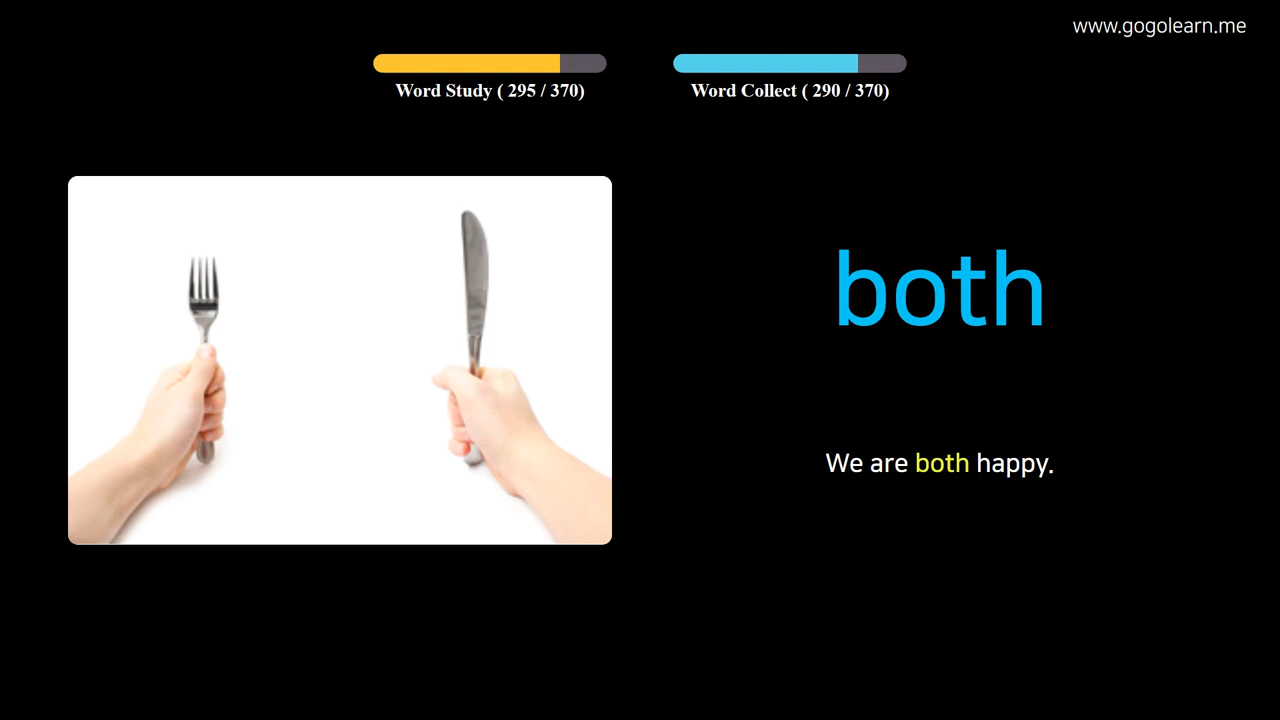 www.gogolearn.me
Word Study ( 295 / 370)
Word Collect ( 290 / 370)
both
We are both happy.